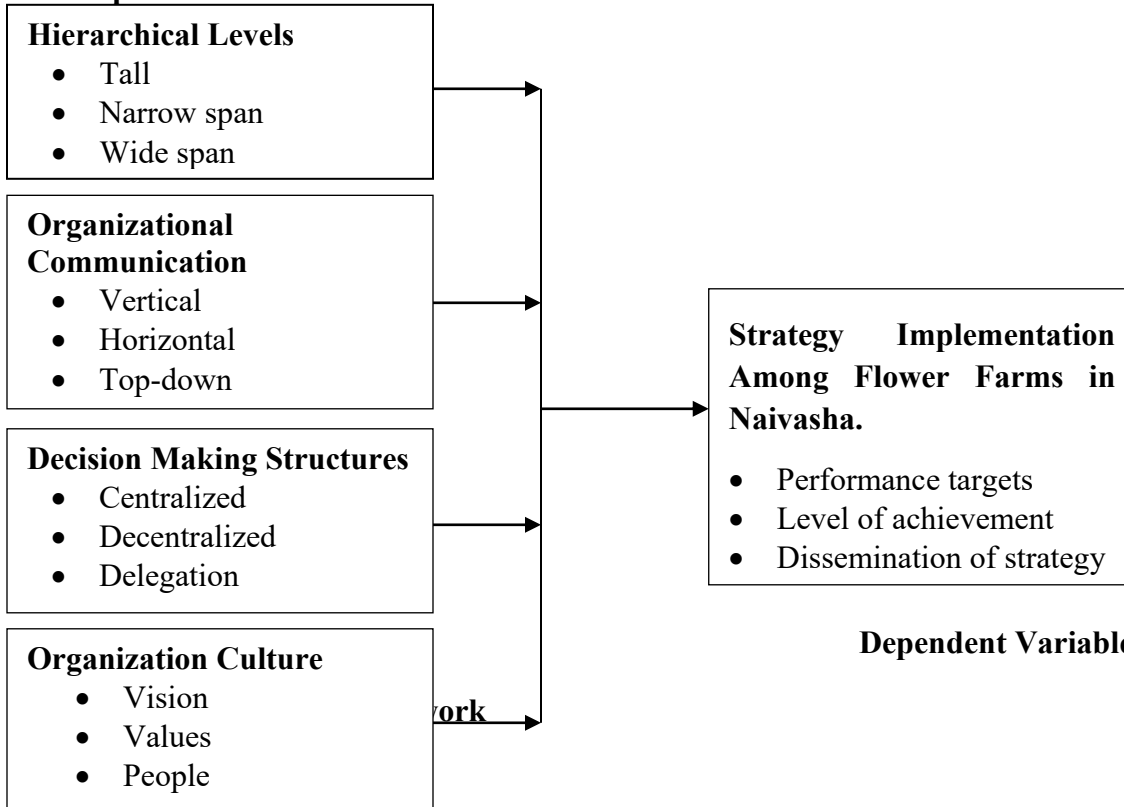 Hierarchical Levels
• Tall
• Narrow span
• Wide span
Organizational
Communication
• Vertical
• Horizontal
• Top-down
Decision Making Structures
• Centralized
• Decentralized
• Delegation
Organization Culture
• Vision
• Values
• People
work
Strategy Implementation
Among Flower Farms in
Naivasha.
• Performance targets
• Level of achievement
• Dissemination of strategy
Dependent Variable